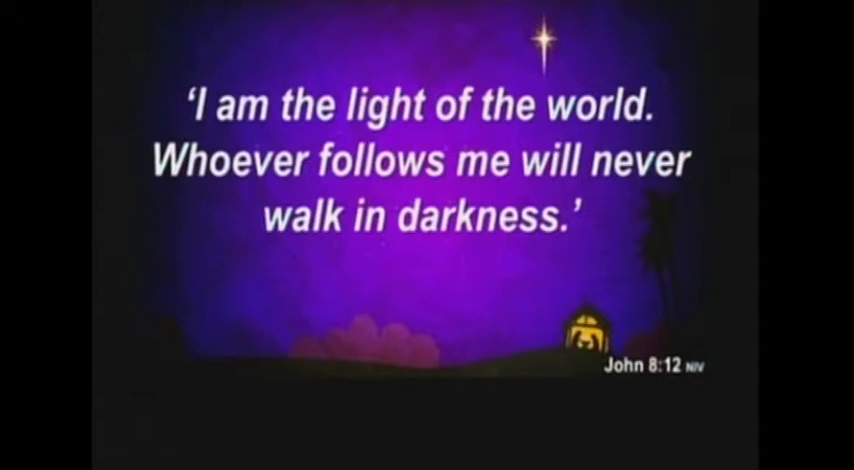 ‘I am the light of the world.
Whoever follows me will never
walk in darkness.’
John 8:12 NIV